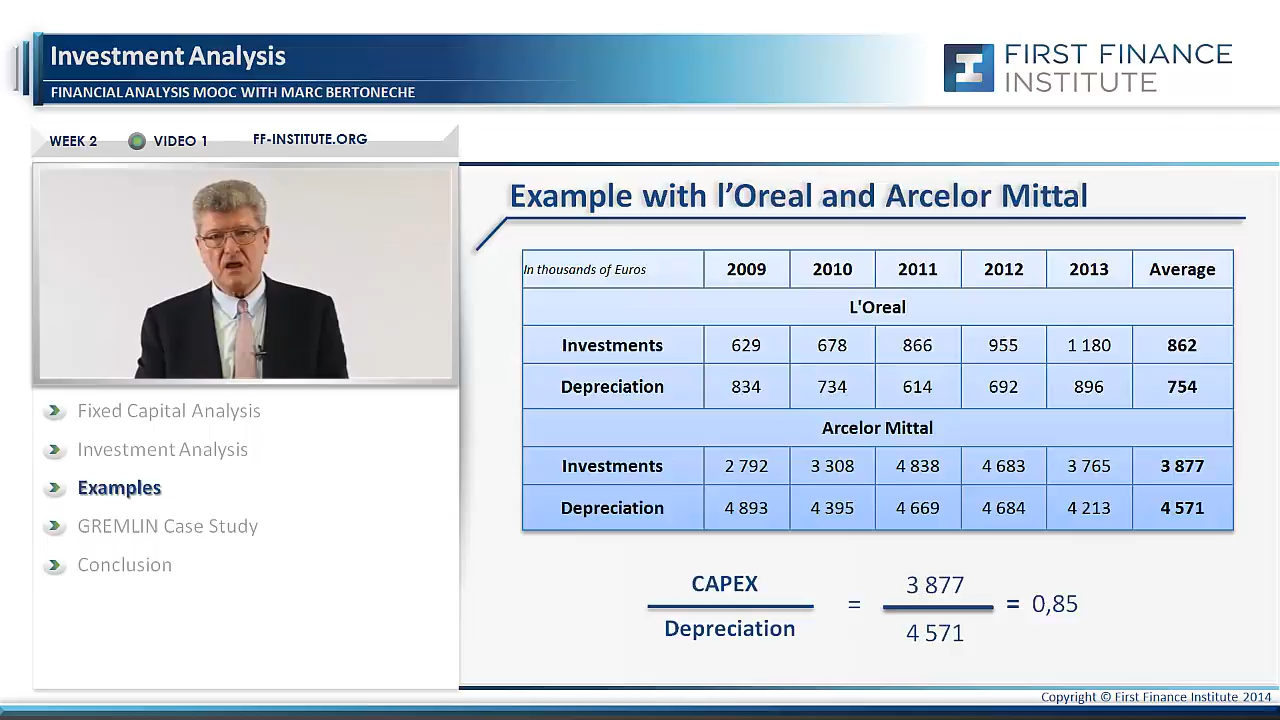 Investment Analysis
FINANCIAL ANALYSIS MOOC WITH MARC BERTONECHE
FIRST FINANCE
INSTITUTE
WEEK 2 VIDEO 1 FF-INSTITUTE.ORG
Fixed Capital Analysis
Investment Analysis
Examples
GREMLIN Case Study
Conclusion
Example with l’Oreal and Arcelor Mittal
In thousands of Euros 2009 2010 2011 2012 2013 Average
L'Oreal
Investments 629 678 866 955 1 180 862
Depreciation 834 734 614 692 896 754
Arcelor Mittal
Investments 2 792 3 308 4 838 4 683 3 765 3 877
Depreciation 4 893 4 395 4 669 4 684 4 213 4 571
CAPEX 3 877
= = 0,85
Depreciation 4 571
Copyright © First Finance Institute 2014